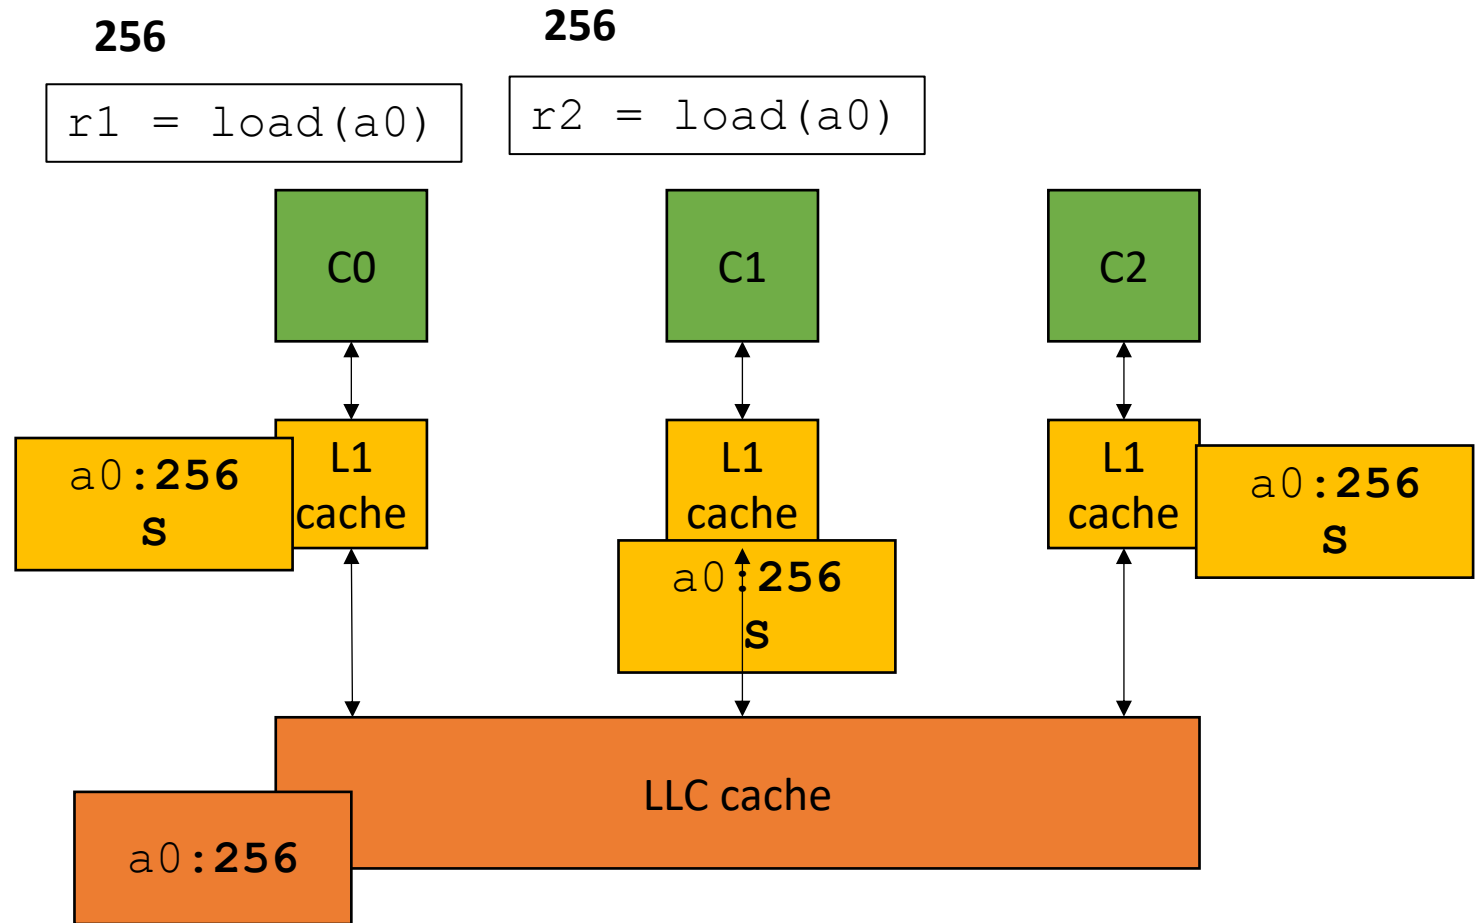 256
256
r1 = load(a0)
r2 = load(a0)
C0
C1
C2
a0:256
S
L1
cache
L1
cache
a0:256
S
L1
cache
a0:256
S
LLC cache
a0:256